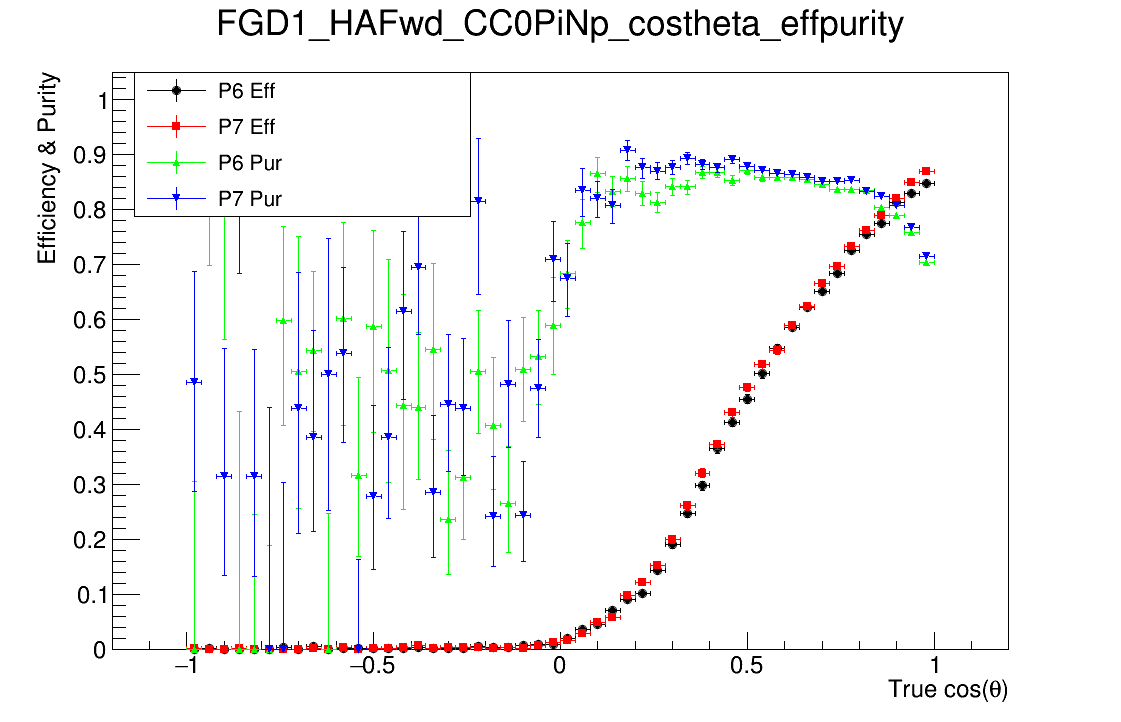 FGD1_HAFwd_CC0PiNp_costheta_effpurity
Efficiency & Purity
P6 Eff
P7 Eff
P6 Pur
P7 Pur
1
0.9
0.8
0.7
0.6
0.5
0.4
0.3
0.2
0.1
0
−1
−0.5
0
0.5
1
True cos(θ)